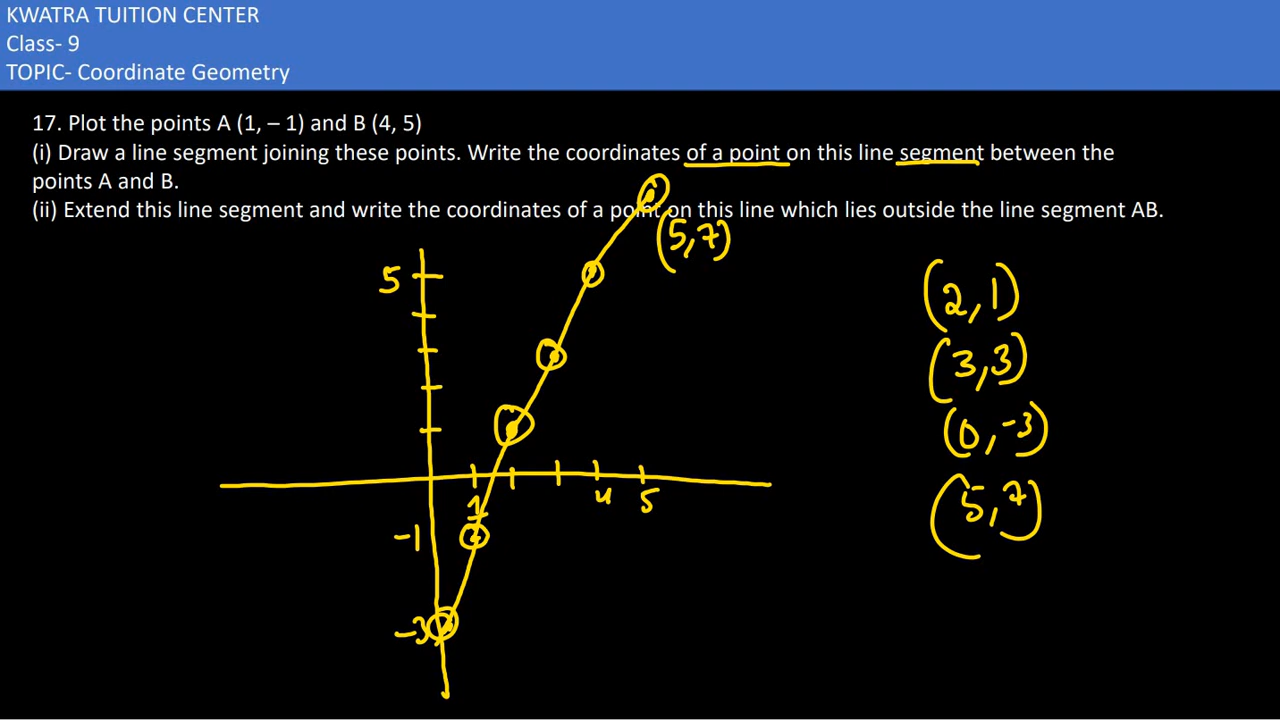 KWATRA TUITION CENTER
Class- 9
TOPIC- Coordinate Geometry
17. Plot the points A (1, – 1) and B (4, 5)
(i) Draw a line segment joining these points. Write the coordinates of a point on this line segment between the
points A and B.
(ii) Extend this line segment and write the coordinates of a point on this line which lies outside the line segment AB.
(5,7)
5
(2,1)
(3,3)
(0,-3)
4
5
1
(5,7)
-1
-3